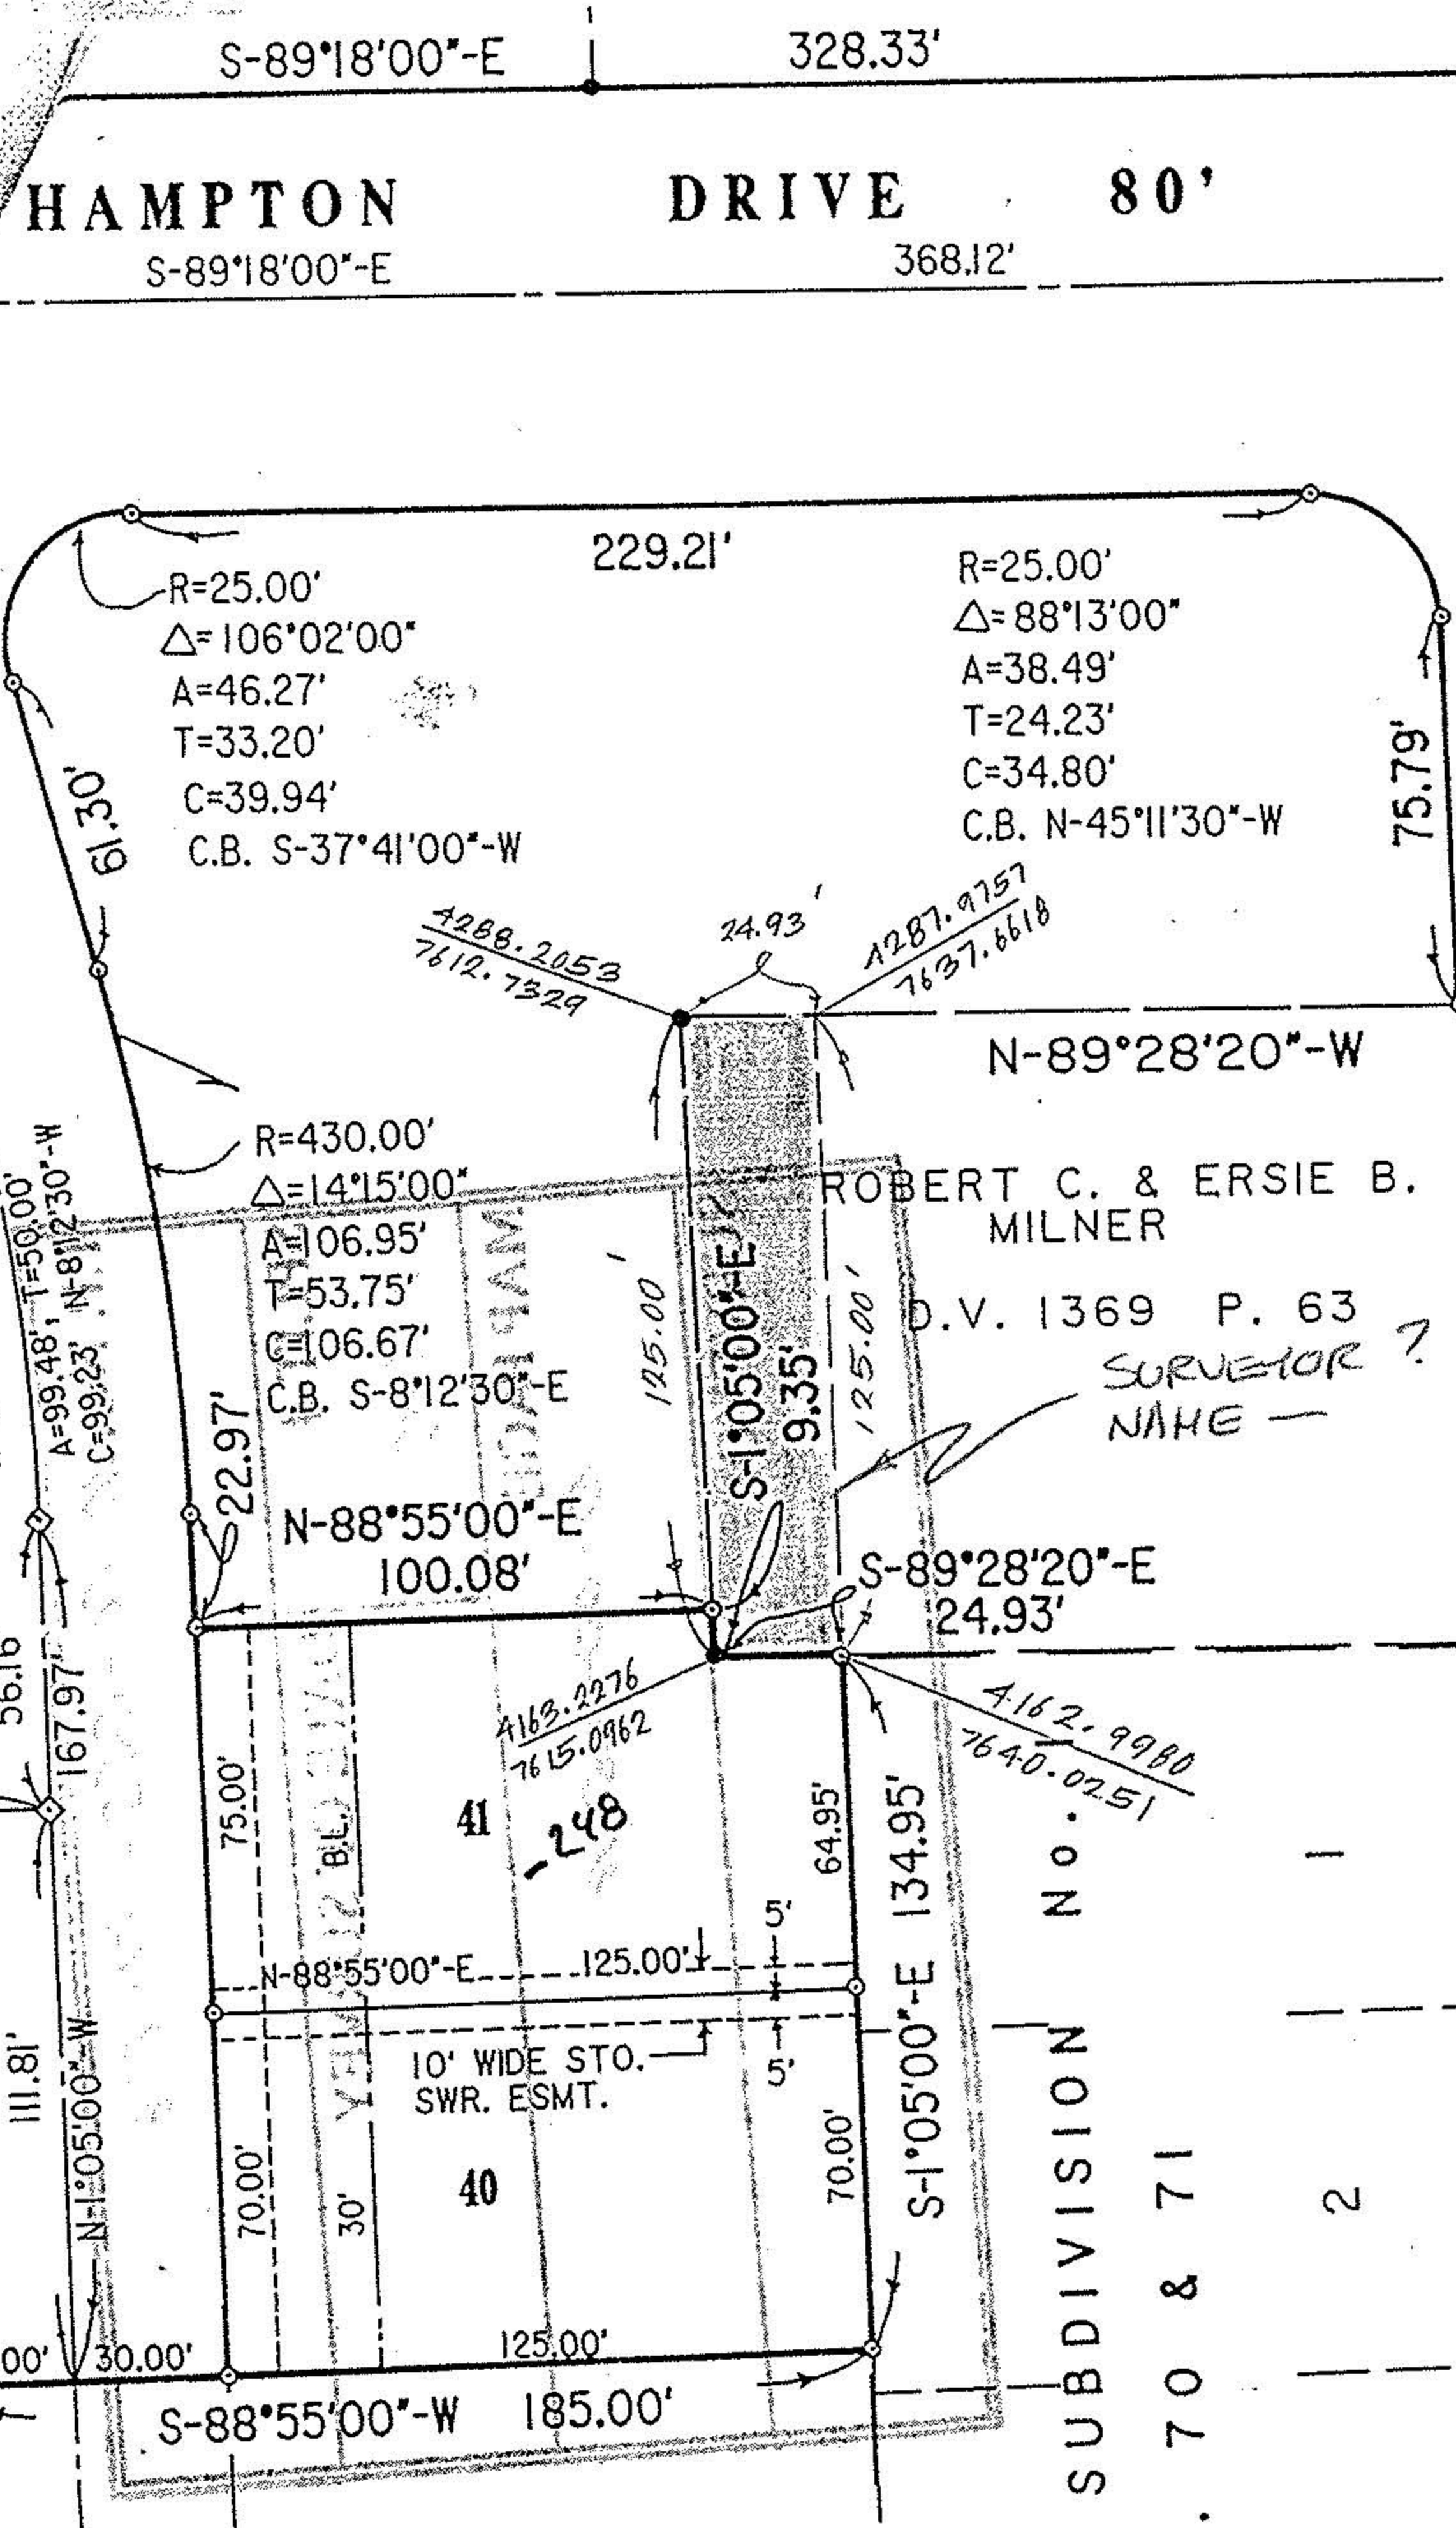 S-89°18'00"-E 328.33'
HAMPTON DRIVE 80'
S-89°18'00"-E 368.12'
229.21'
R=25.00'
△=106°02'00"
A=46.27'
T=33.20'
C=39.94'
C.B. S-37°41'00"-W
R=25.00'
△=88°13'00"
A=38.49'
T=24.23'
C=34.80'
C.B. N-45°11'30"-W
61.30'
75.79'
4288.2053
7612.7329
24.93'
4287.9757
7637.6618
N-89°28'20"-W
R=430.00'
△=14°15'00"
A=106.95'
T=53.75'
C=106.67'
C.B. S-8°12'30"-E
T=50.00'
A=99.48',
C=99.23' N-8°12'30"-W
ROBERT C. & ERSIE B.
MILNER
D.V. 1369 P. 63
SURVEYOR ?
NAME —
125.00'
S-1°05'00"-E
9.35'
125.00'
22.97'
N-88°55'00"-E
100.08'
S-89°28'20"-E
24.93'
4163.2276
7615.0962
4162.9980
7640.0251
56.16
167.97'
75.00'
B.L.
41
-248
64.95'
S-1°05'00"-E 134.95'
5'
N-88°55'00"-E 125.00'
10' WIDE STO.
SWR. ESMT.
5'
111.81'
N-1°05'00"-W
70.00'
30'
40
70.00'
00' 30.00'
125.00'
S-88°55'00"-W 185.00'
SUBDIVISION No.
. 70 & 71
1
2